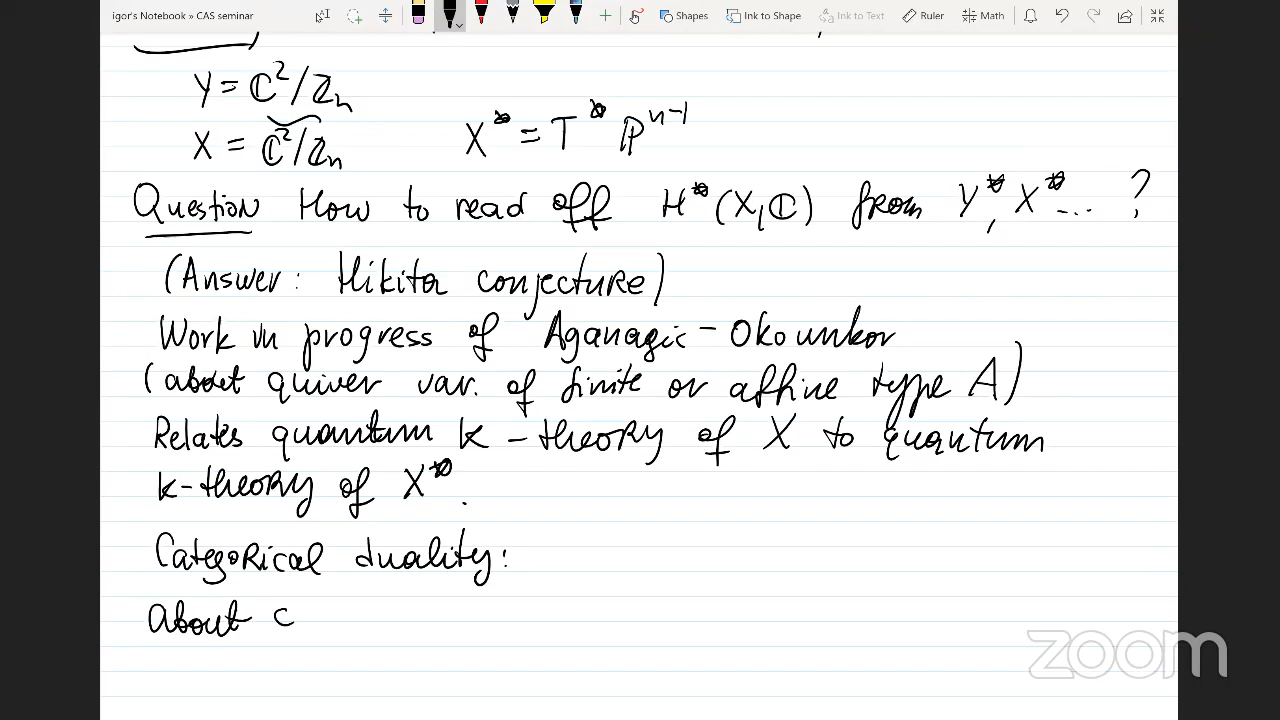 igor's Notebook » CAS seminar
Shapes Ink to Shape Ink to Text Ruler Math
Y = ℂ²/ℤₙ
X = ℂ²/ℤₙ X* = T* ℙⁿ⁻¹
Question How to read off H*(X,ℂ) from Y*, X* ... ?
(Answer: Hikita conjecture)
Work in progress of Aganagic - Okounkov
(about quiver var. of finite or affine type A)
Relates quantum K-theory of X to quantum
K-theory of X*.
Categorical duality:
About c
zoom